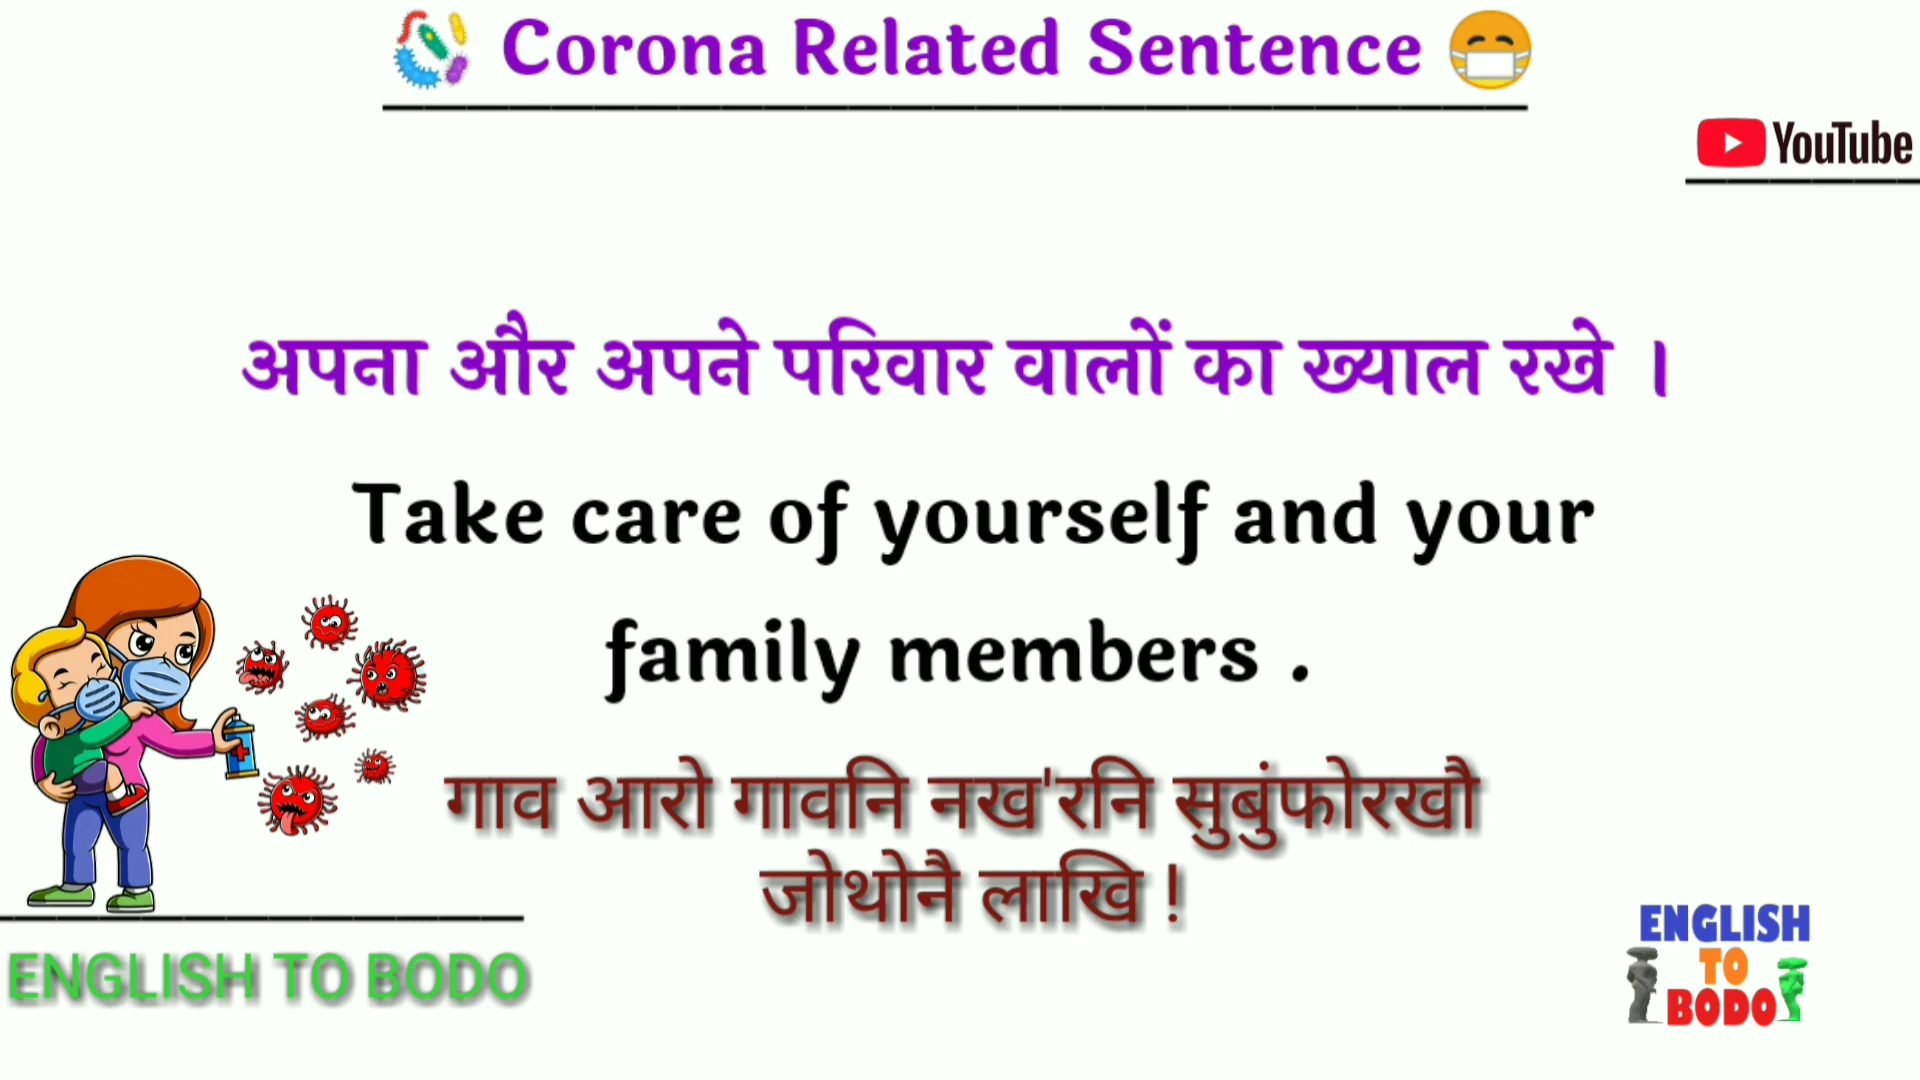 Corona Related Sentence
YouTube
अपना और अपने परिवार वालों का ख्याल रखे ।
Take care of yourself and your
family members .
गाव आरो गावनि नख'रनि सुबुंफोरखौ
जोथोनै लाखि !
ENGLISH TO BODO
ENGLISH
TO
BODO